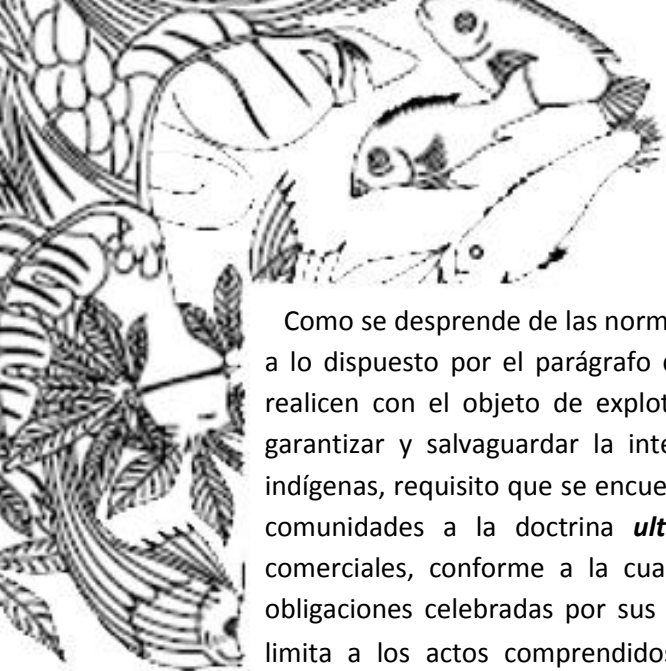 Como se desprende de las norm
a lo dispuesto por el parágrafo
realicen con el objeto de explot
garantizar y salvaguardar la inte
indígenas, requisito que se encue
comunidades a la doctrina ult
comerciales, conforme a la cua
obligaciones celebradas por sus
limita a los actos comprendidos